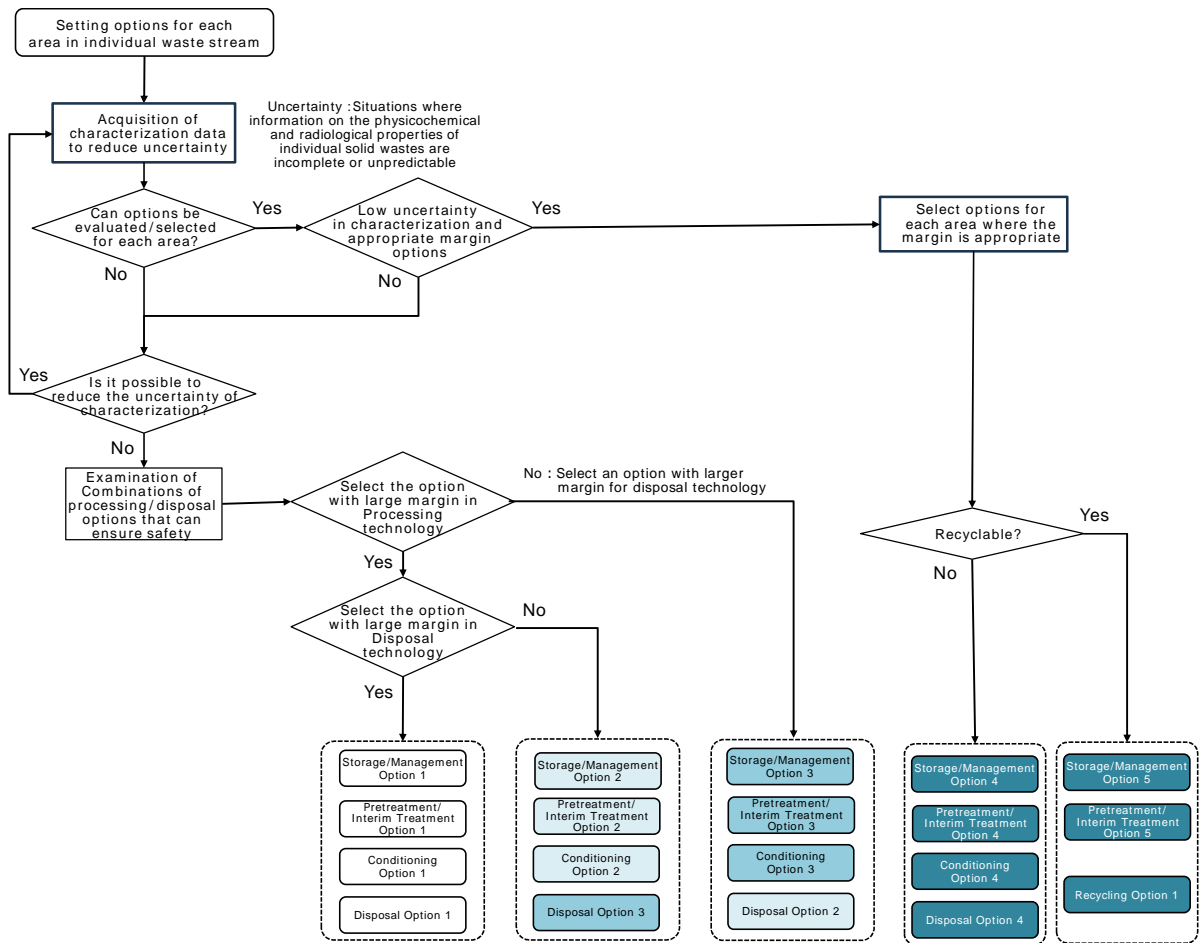 Setting options for each
area in individual waste stream
Acquisition of
characterization data
to reduce uncertainty
Uncertainty : Situations where
information on the physicochemical
and radiological properties of
individual solid wastes are
incomplete or unpredictable
Can options be
evaluated/selected
for each area?
Yes
Low uncertainty
in characterization and
appropriate margin
options
Yes
Select options for
each area where the
margin is appropriate
No
No
Yes
Is it possible to
reduce the uncertainty of
characterization?
No
Examination of
Combinations of
processing/disposal
options that can
ensure safety
Select the option
with large margin in
Processing
technology
No : Select an option with larger
margin for disposal technology
Yes
Recyclable?
Yes
No
Select the option
with large margin in
Disposal
technology
No
Yes
Storage/Management
Option 1
Pretreatment/
Interim Treatment
Option 1
Conditioning
Option 1
Disposal Option 1
Storage/Management
Option 2
Pretreatment/
Interim Treatment
Option 2
Conditioning
Option 2
Disposal Option 3
Storage/Management
Option 3
Pretreatment/
Interim Treatment
Option 3
Conditioning
Option 3
Disposal Option 2
Storage/Management
Option 4
Pretreatment/
Interim Treatment
Option 4
Conditioning
Option 4
Disposal Option 4
Storage/Management
Option 5
Pretreatment/
Interim Treatment
Option 5
Recycling Option 1